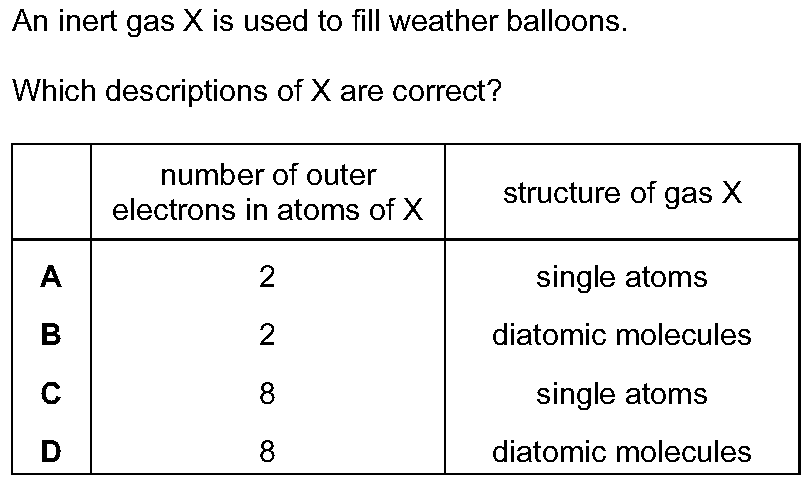 An inert gas X is used to fill weather balloons.
Which descriptions of X are correct?
number of outer electrons in atoms of X structure of gas X
A 2 single atoms
B 2 diatomic molecules
C 8 single atoms
D 8 diatomic molecules